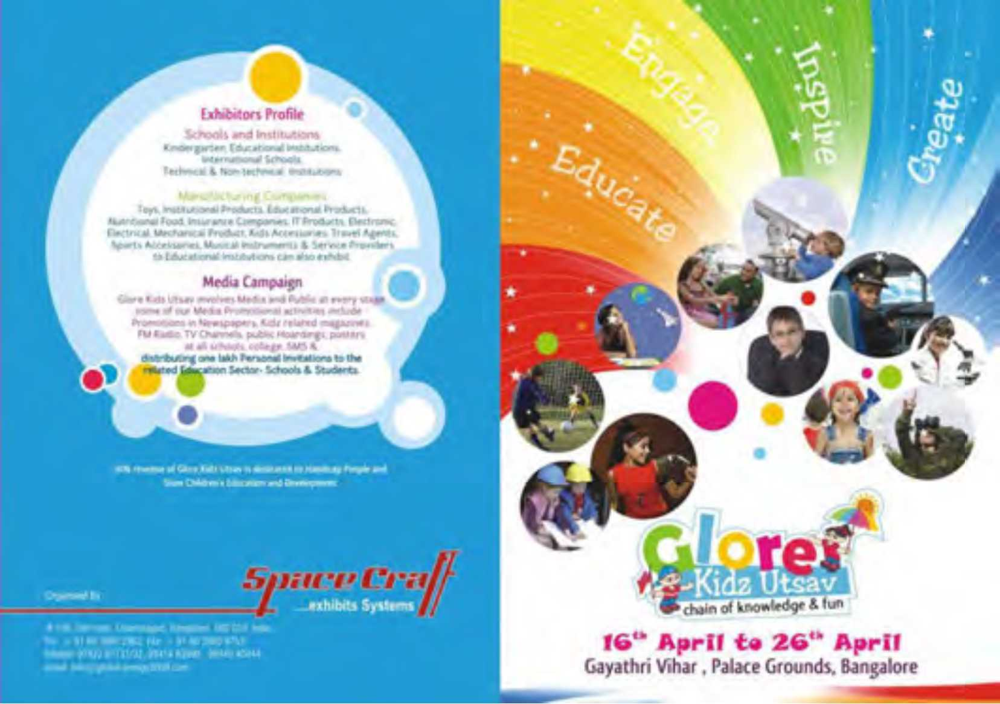 Exhibitors Profile
Schools and Institutions
Kindergarten, Educational Institutions,
International Schools,
Technical & Non-technical Institutions
Manufacturing Companies
Toys, Institutional Products, Educational Products,
Nutritional Food, Insurance Companies, IT Products, Electronic,
Electrical, Mechanical Product, Kids Accessories, Travel Agents,
Sports Accessories, Musical Instruments & Service Providers
to Educational Institutions can also exhibit
Media Campaign
Glore Kids Utsav involves Media and Public at every stage
some of our Media Promotional activities include
Promotions in Newspapers, Kidz related magazines,
FM Radio, TV Channels, public Hoardings, posters
at all schools, college, SMS &
distributing one lakh Personal Invitations to the
related Education Sector- Schools & Students.
revenue of Glore Kidz Utsav is dedicated to Handicap People and
Children's Education and Development
Organised By
Space Craft
...exhibits Systems
Educate
Engage
Inspire
Create
Glore
Kidz Utsav
chain of knowledge & fun
16th April to 26th April
Gayathri Vihar , Palace Grounds, Bangalore